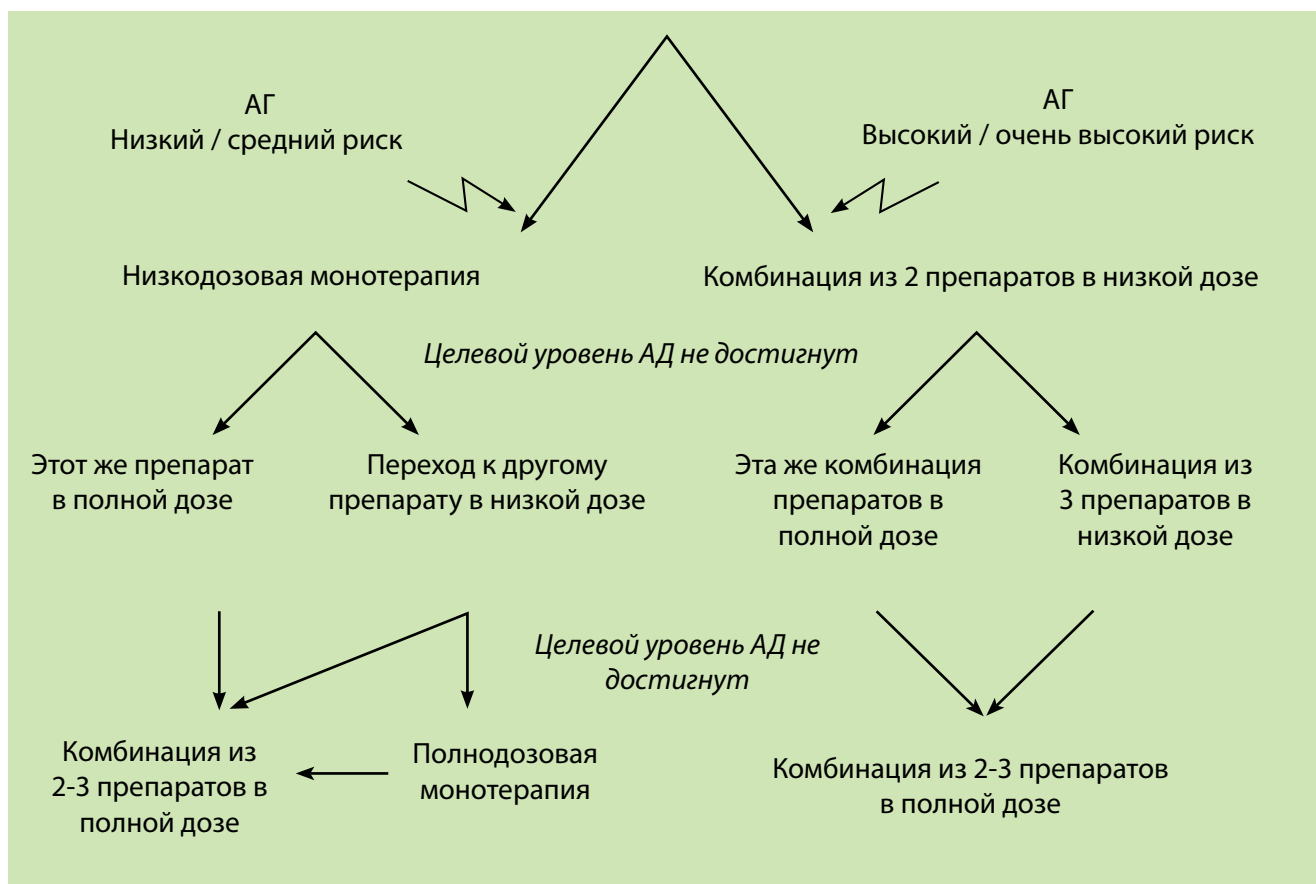 АГ
Низкий / средний риск
АГ
Высокий / очень высокий риск
Низкодозовая монотерапия
Комбинация из 2 препаратов в низкой дозе
Целевой уровень АД не достигнут
Этот же препарат
в полной дозе
Переход к другому
препарату в низкой дозе
Эта же комбинация
препаратов в
полной дозе
Комбинация из
3 препаратов в
низкой дозе
Целевой уровень АД не
достигнут
Комбинация из
2-3 препаратов в
полной дозе
Полнодозовая
монотерапия
Комбинация из 2-3 препаратов
в полной дозе